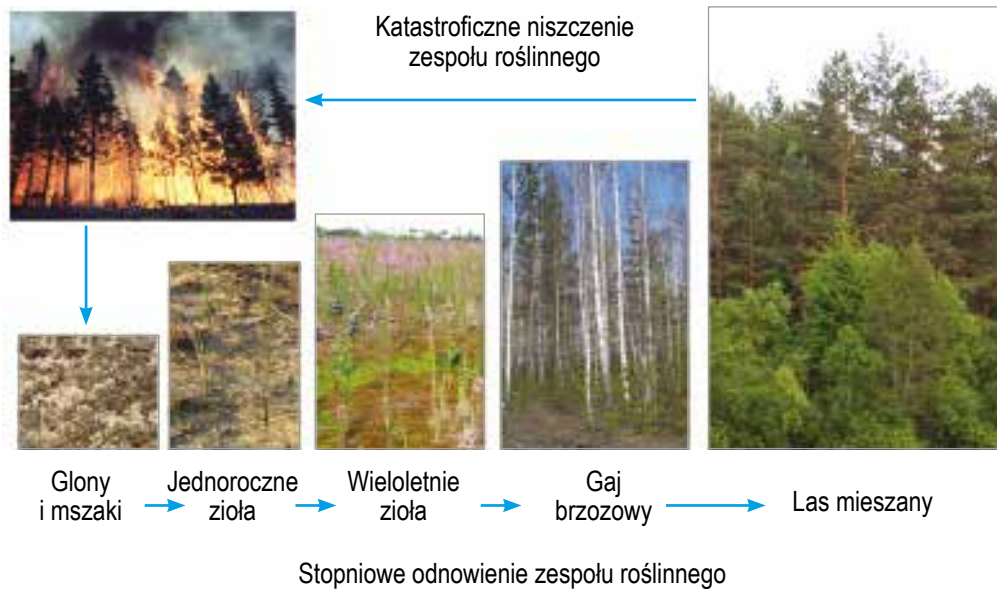 Katastroficzne niszczenie
zespołu roślinnego
Glony
i mszaki
Jednoroczne
zioła
Wieloletnie
zioła
Gaj
brzozowy
Las mieszany
Stopniowe odnowienie zespołu roślinnego